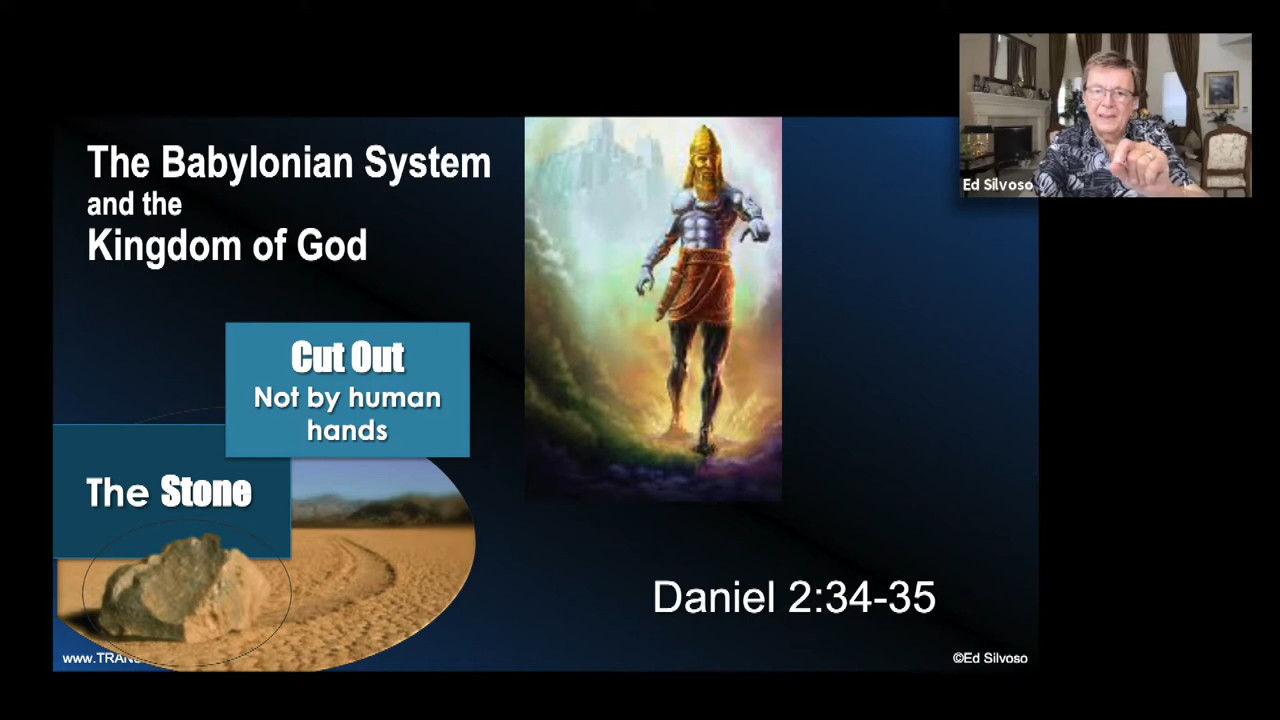 The Babylonian System
and the
Kingdom of God
Cut Out
Not by human
hands
The Stone
Daniel 2:34-35
©Ed Silvoso
Ed Silvoso